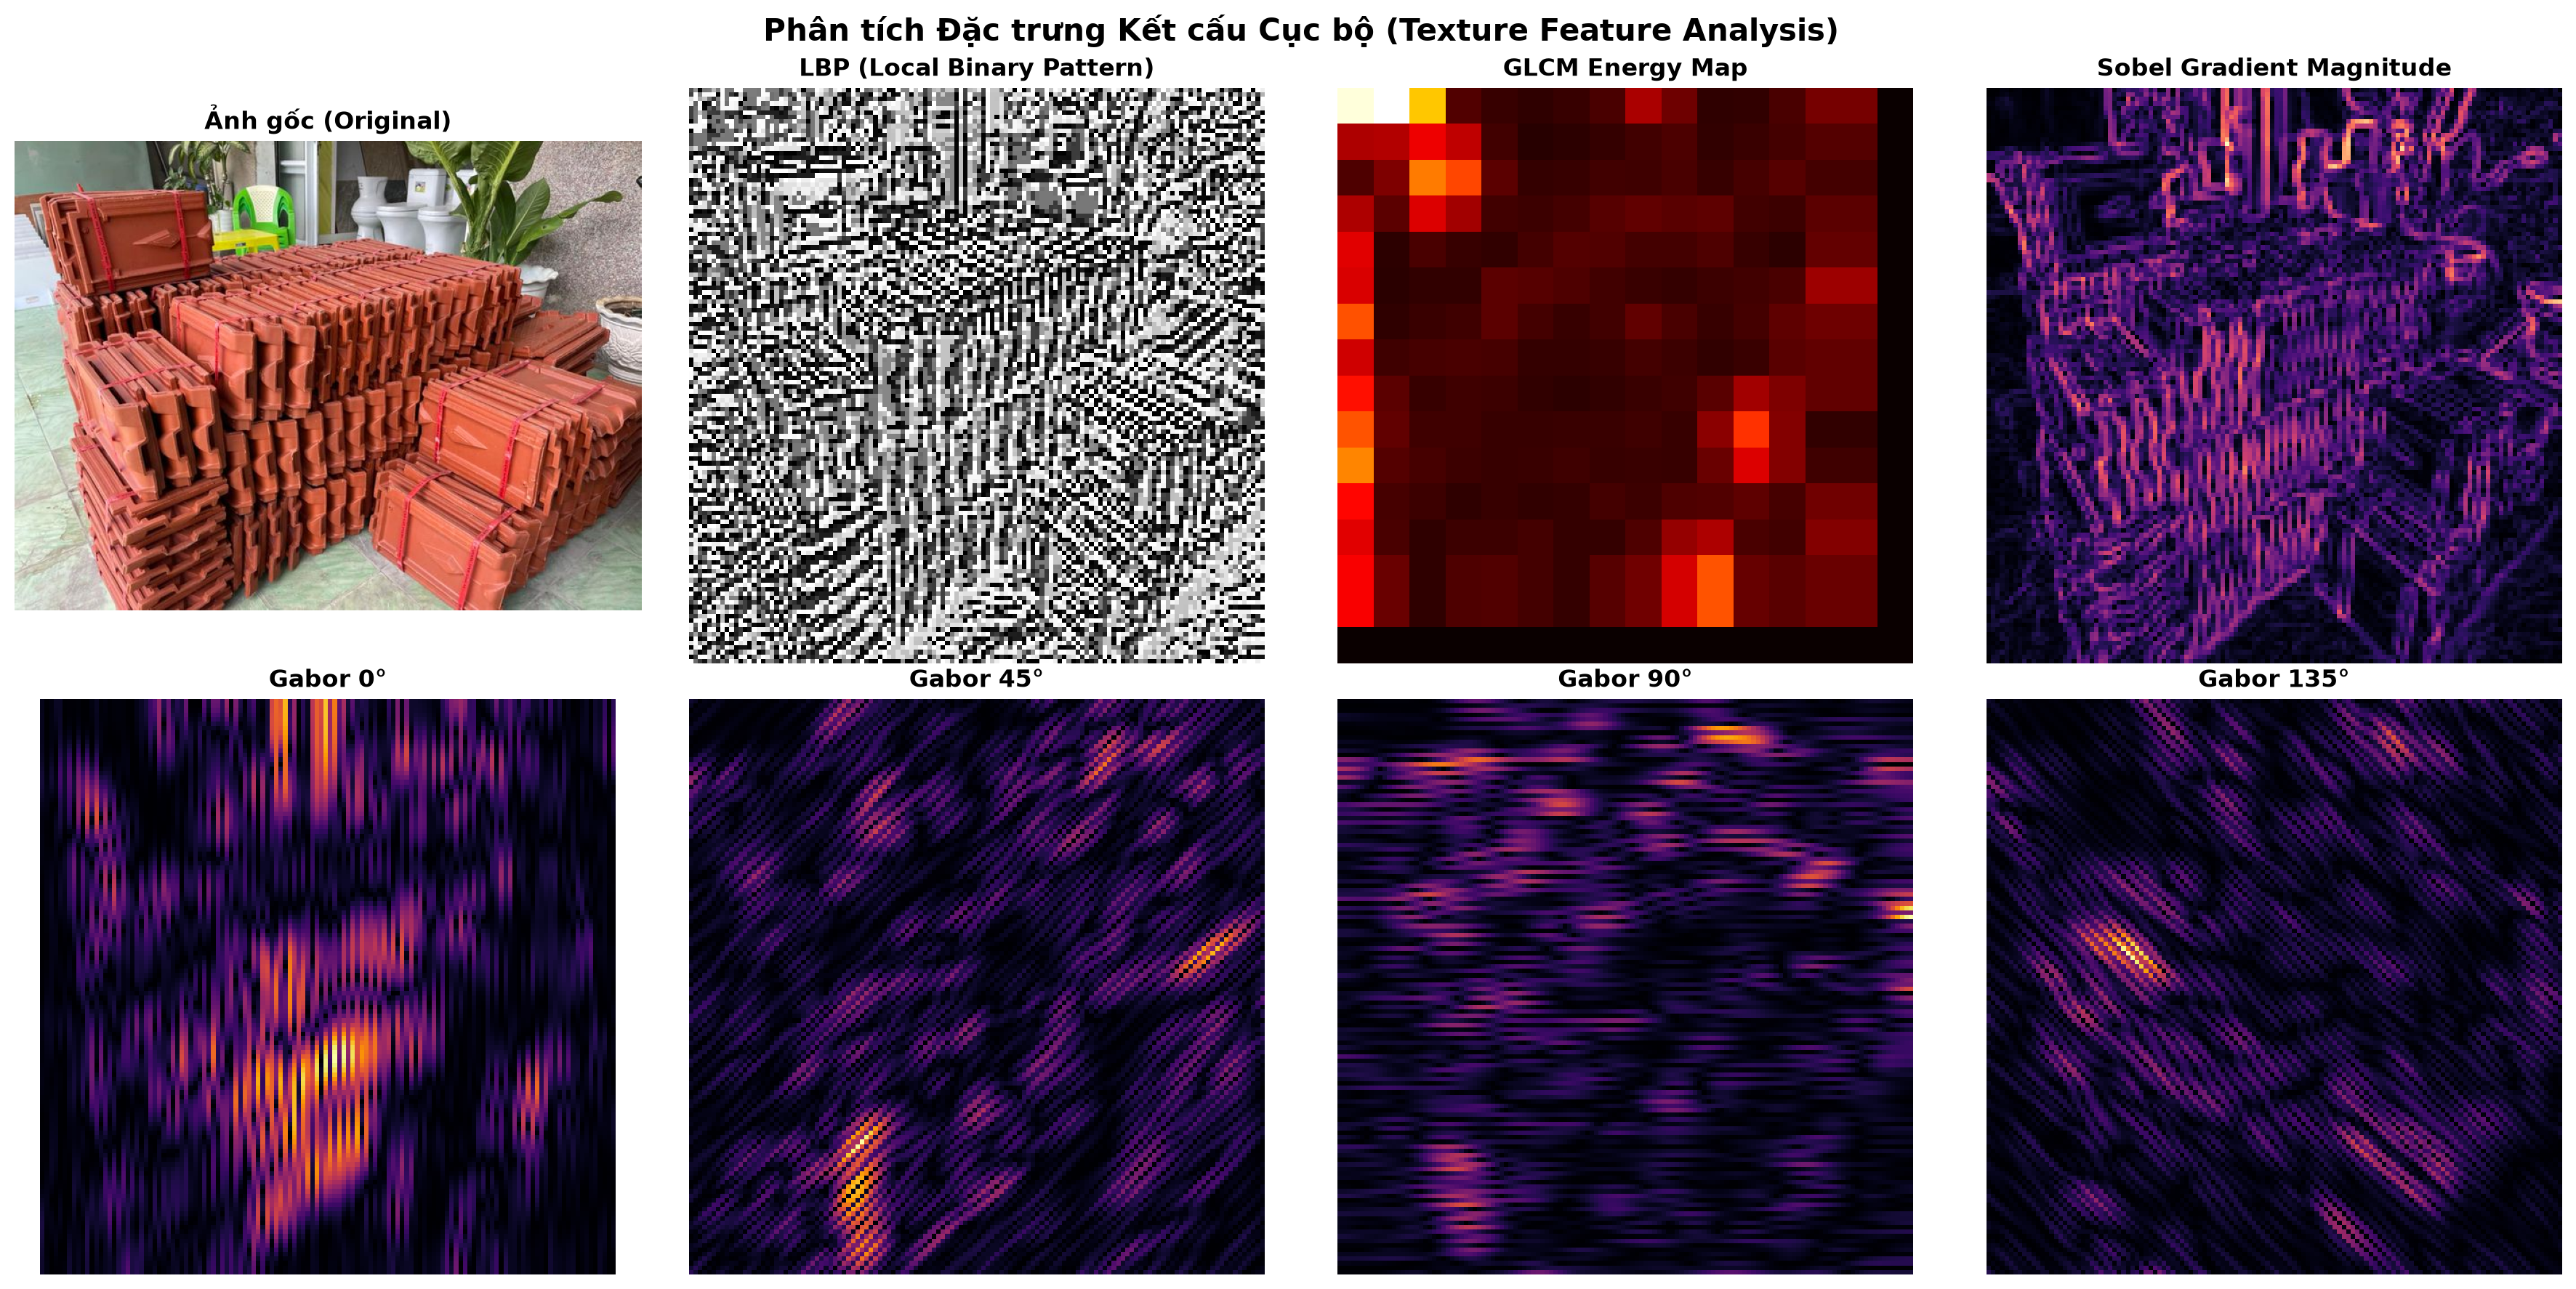 Phân tích Đặc trưng Kết cấu Cục bộ (Texture Feature Analysis)
Ảnh gốc (Original)
LBP (Local Binary Pattern)
GLCM Energy Map
Sobel Gradient Magnitude
Gabor 0°
Gabor 45°
Gabor 90°
Gabor 135°